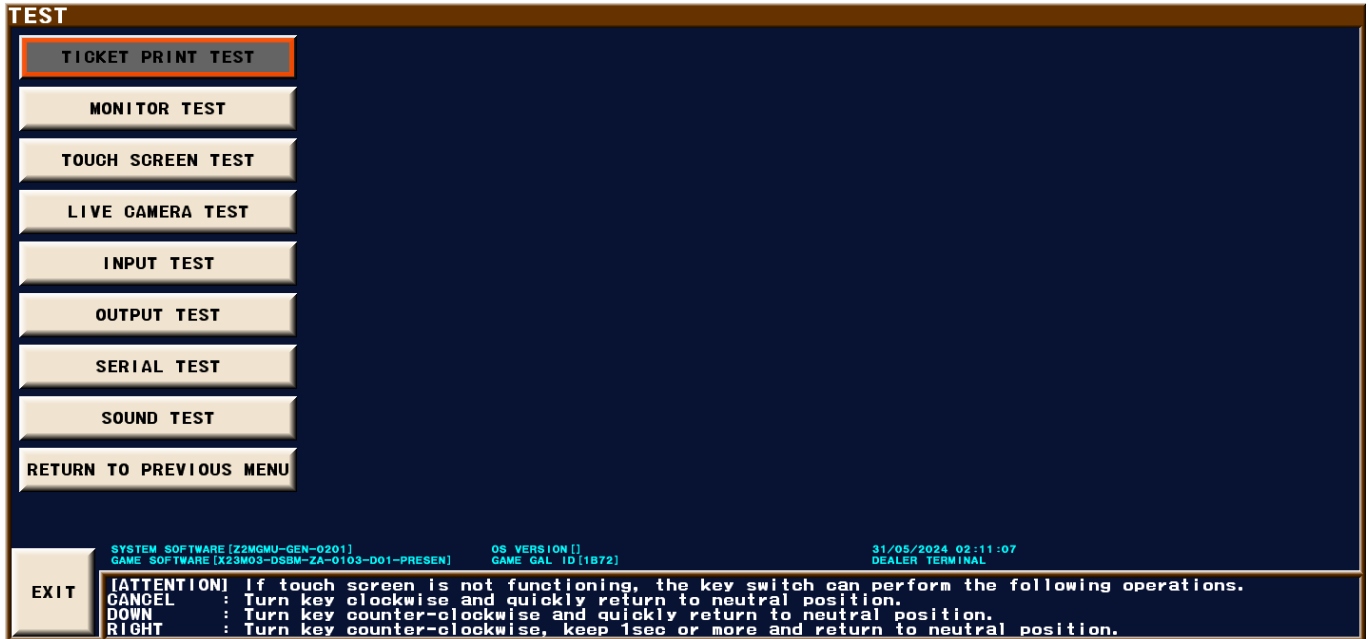 TEST
TICKET PRINT TEST
MONITOR TEST
TOUCH SCREEN TEST
LIVE CAMERA TEST
INPUT TEST
OUTPUT TEST
SERIAL TEST
SOUND TEST
RETURN TO PREVIOUS MENU
SYSTEM SOFTWARE[Z2MGMU-GEN-0201] OS VERSION[] 31/05/2024 02:11:07
GAME SOFTWARE[X23M03-DSBM-ZA-0103-D01-PRESEN] GAME GAL ID[1B72] DEALER TERMINAL
EXIT
[ATTENTION] If touch screen is not functioning, the key switch can perform the following operations.
CANCEL : Turn key clockwise and quickly return to neutral position.
DOWN : Turn key counter-clockwise and quickly return to neutral position.
RIGHT : Turn key counter-clockwise, keep 1sec or more and return to neutral position.